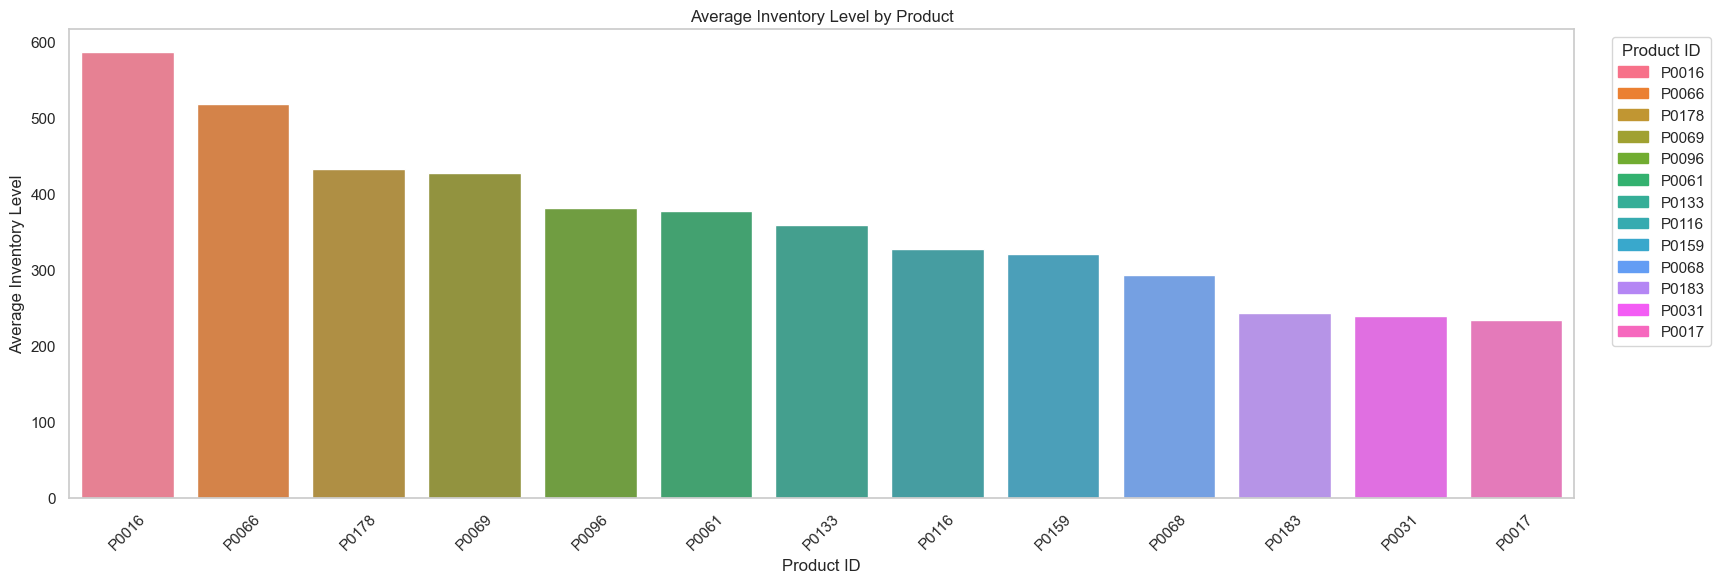 Average Inventory Level by Product
Average Inventory Level
600
500
400
300
200
100
0
P0016
P0066
P0178
P0069
P0096
P0061
P0133
P0116
P0159
P0068
P0183
P0031
P0017
Product ID
Product ID
P0016
P0066
P0178
P0069
P0096
P0061
P0133
P0116
P0159
P0068
P0183
P0031
P0017